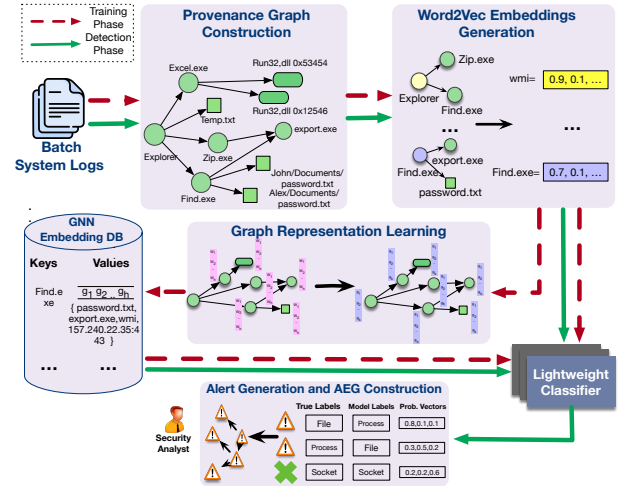 Training
Phase
Detection
Phase
Provenance Graph
Construction
Word2Vec Embeddings
Generation
Batch
System Logs
Excel.exe
Run32,dll 0x53454
Run32,dll 0x12546
Temp.txt
Explorer
Zip.exe
export.exe
Find.exe
John/Documents/
password.txt
Alex/Documents/
password.txt
Zip.exe
Explorer
Find.exe
...
export.exe
Find.exe
password.txt
wmi=
0.9, 0.1, ...
...
Find.exe=
0.7, 0.1, ...
GNN
Embedding DB
Keys
Values
Find.e
xe
g1 g2 .. gh
{ password.txt,
export.exe,wmi,
157.240.22.35:4
43 }
...
...
Graph Representation Learning
Lightweight
Classifier
Alert Generation and AEG Construction
True Labels
Model Labels
Prob. Vectors
File
Process
0.8,0.1,0.1
Process
File
0.3,0.5,0.2
Socket
Socket
0.2,0.2,0.6
Security
Analyst